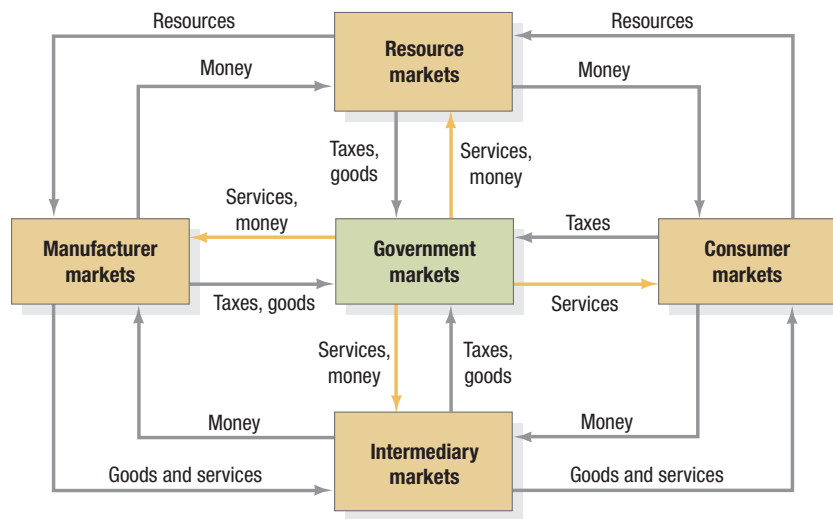 Resources
Resources
Resource
markets
Money
Money
Taxes,
goods
Services,
money
Services,
money
Taxes
Manufacturer
markets
Government
markets
Consumer
markets
Taxes, goods
Services
Services,
money
Taxes,
goods
Money
Money
Intermediary
markets
Goods and services
Goods and services